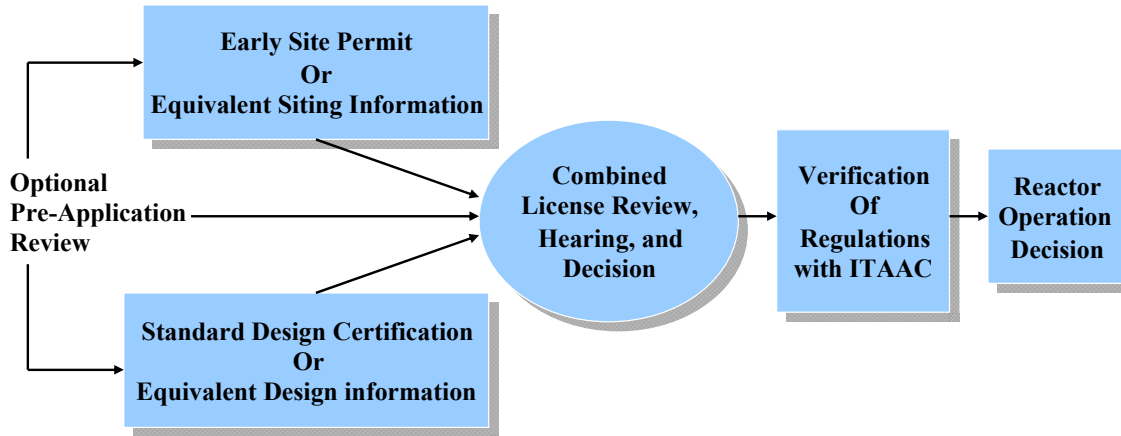 Early Site Permit
Or
Equivalent Siting Information
Optional
Pre-Application
Review
Standard Design Certification
Or
Equivalent Design information
Combined
License Review,
Hearing, and
Decision
Verification
Of
Regulations
with ITAAC
Reactor
Operation
Decision